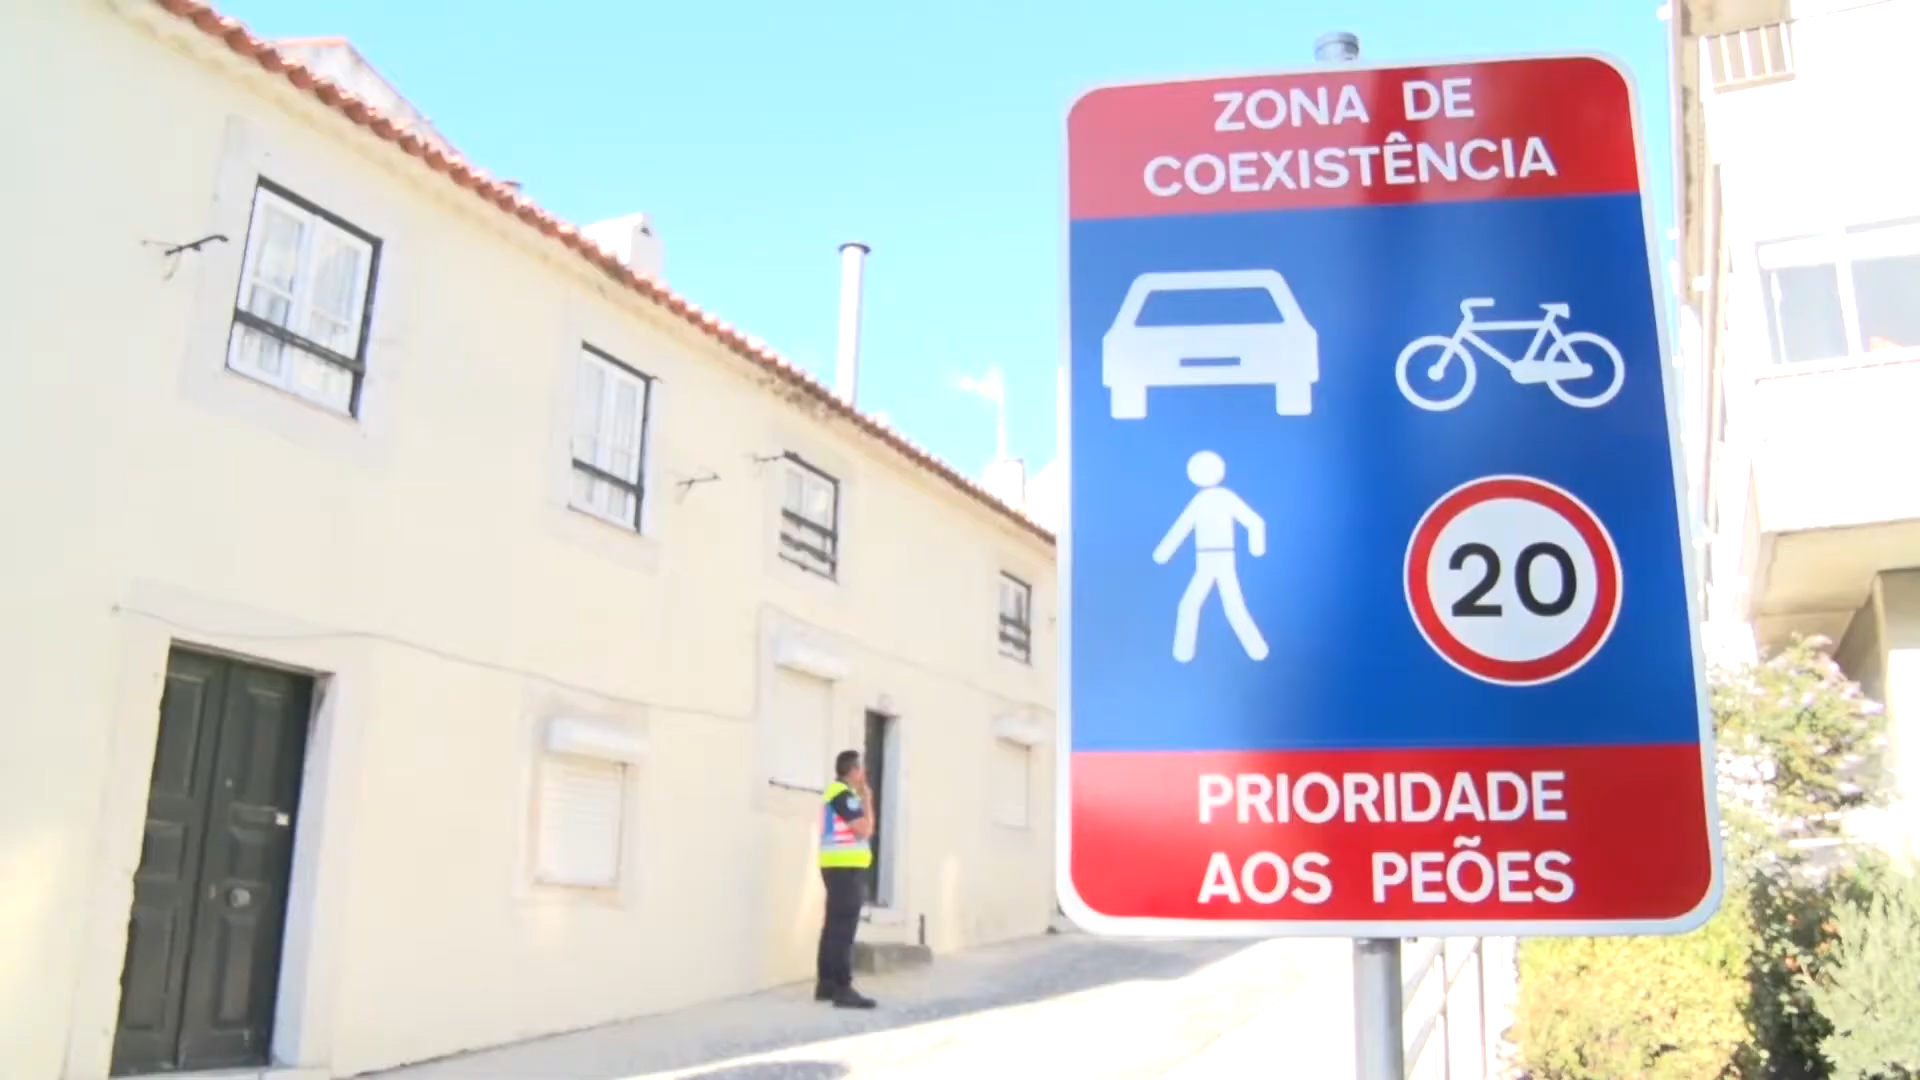 ZONA DE
COEXISTÊNCIA
20
PRIORIDADE
AOS PEÕES